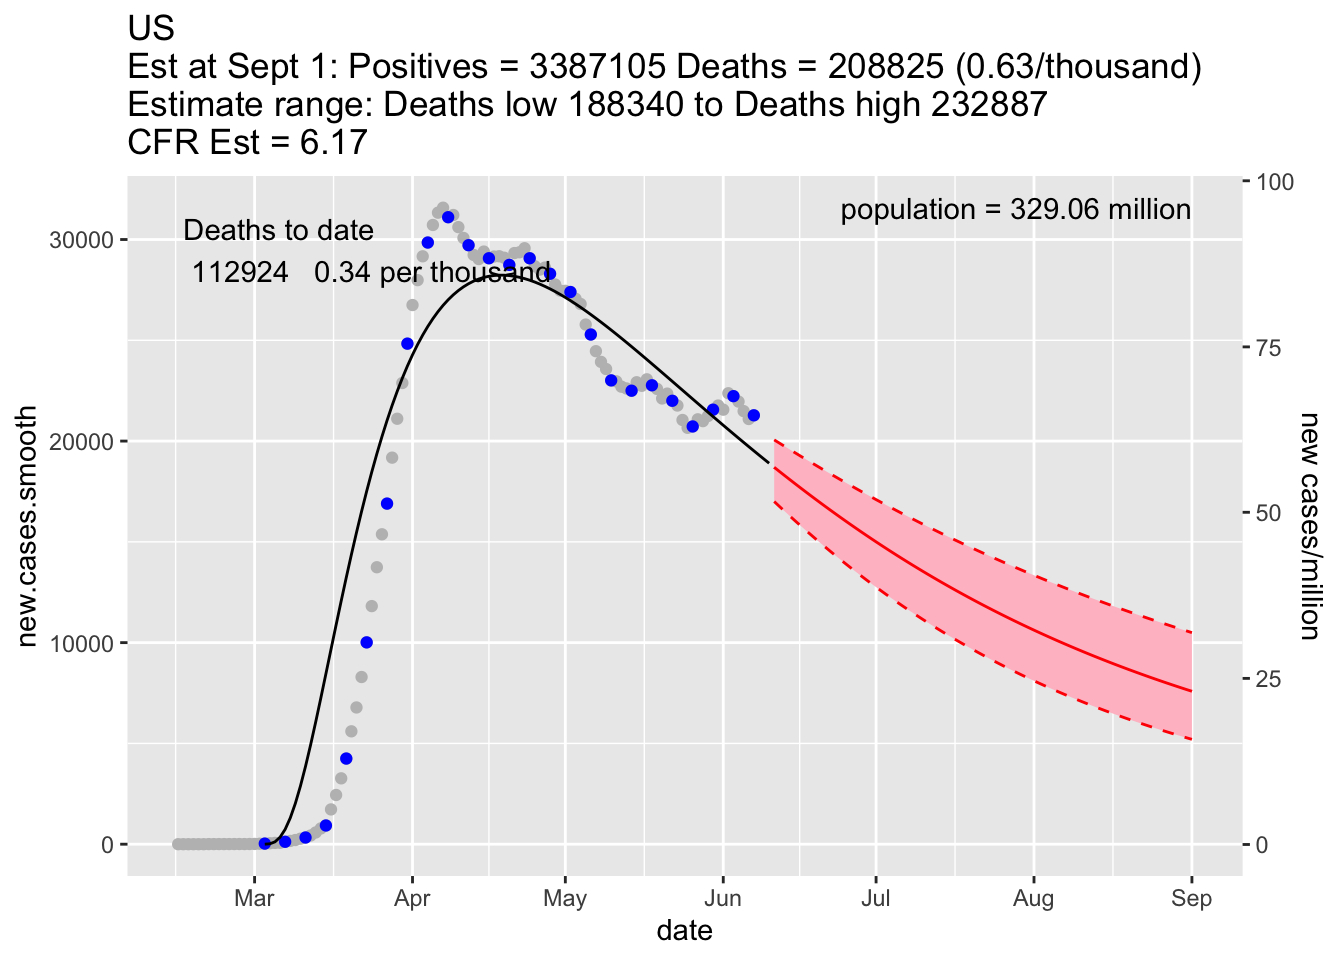 US
Est at Sept 1: Positives = 3387105 Deaths = 208825 (0.63/thousand)
Estimate range: Deaths low 188340 to Deaths high 232887
CFR Est = 6.17
Deaths to date
112924 0.34 per thousand
population = 329.06 million
30000
20000
10000
0
new.cases.smooth
100
75
50
25
0
new cases/million
Mar Apr May Jun Jul Aug Sep
date